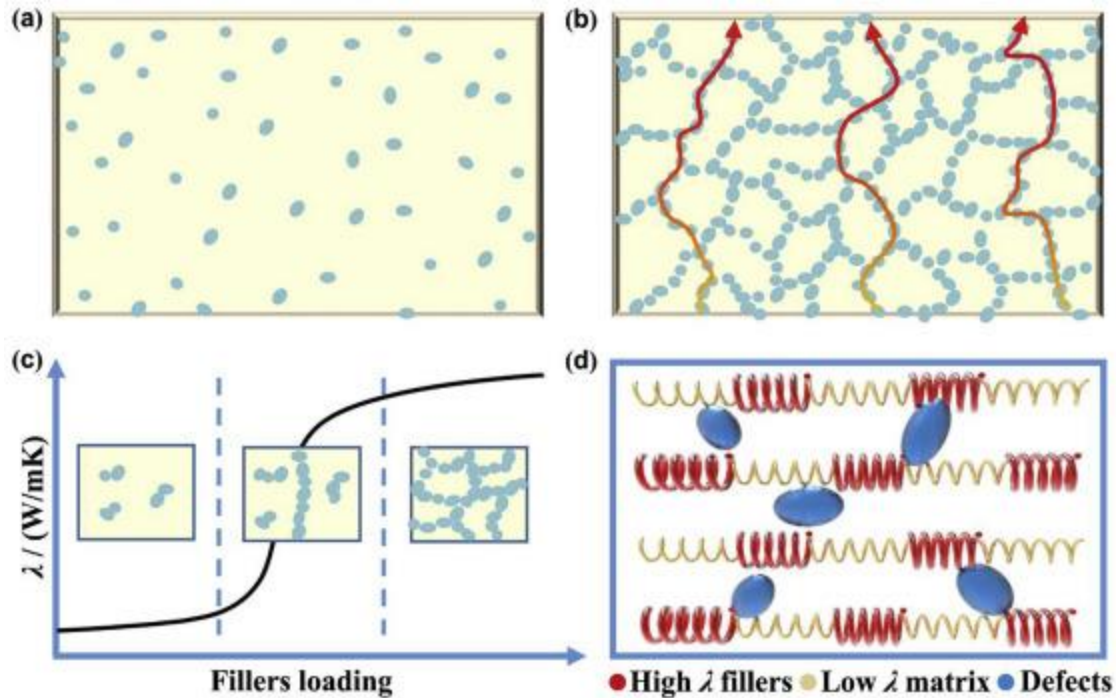 (a)
(b)
(c)
λ / (W/mK)
Fillers loading
(d)
High λ fillers Low λ matrix Defects